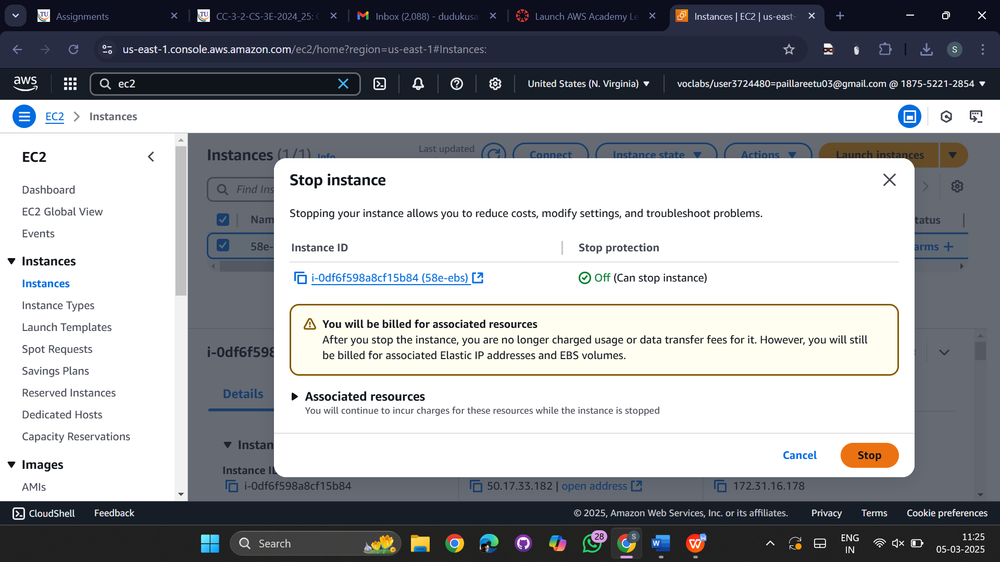 Assignments
CC-3-2-CS-3E-2024_25:
Inbox (2,088) - dudukusa
Launch AWS Academy Le
Instances | EC2 | us-east-
us-east-1.console.aws.amazon.com/ec2/home?region=us-east-1#Instances:
S
aws
ec2
United States (N. Virginia)
voclabs/user3724480=paillareetu03@gmail.com @ 1875-5221-2854
EC2
Instances
EC2
Dashboard
EC2 Global View
Events
Instances
Instances
Instance Types
Launch Templates
Spot Requests
Savings Plans
Reserved Instances
Dedicated Hosts
Capacity Reservations
Images
AMIs
Instances (1/1) Info
Last updated
Connect
Instance state
Actions
Launch instances
Find Ins
Nam
tatus
58e-
arms +
Stop instance
Stopping your instance allows you to reduce costs, modify settings, and troubleshoot problems.
Instance ID
Stop protection
i-0df6f598a8cf15b84 (58e-ebs)
Off (Can stop instance)
You will be billed for associated resources
After you stop the instance, you are no longer charged usage or data transfer fees for it. However, you will still
be billed for associated Elastic IP addresses and EBS volumes.
Associated resources
You will continue to incur charges for these resources while the instance is stopped
Cancel
Stop
i-0df6f598
Details
Instan
Instance ID
i-0df6f598a8cf15b84
50.17.33.182 | open address
172.31.16.178
CloudShell
Feedback
© 2025, Amazon Web Services, Inc. or its affiliates.
Privacy
Terms
Cookie preferences
Search
28
S
ENG
IN
11:25
05-03-2025